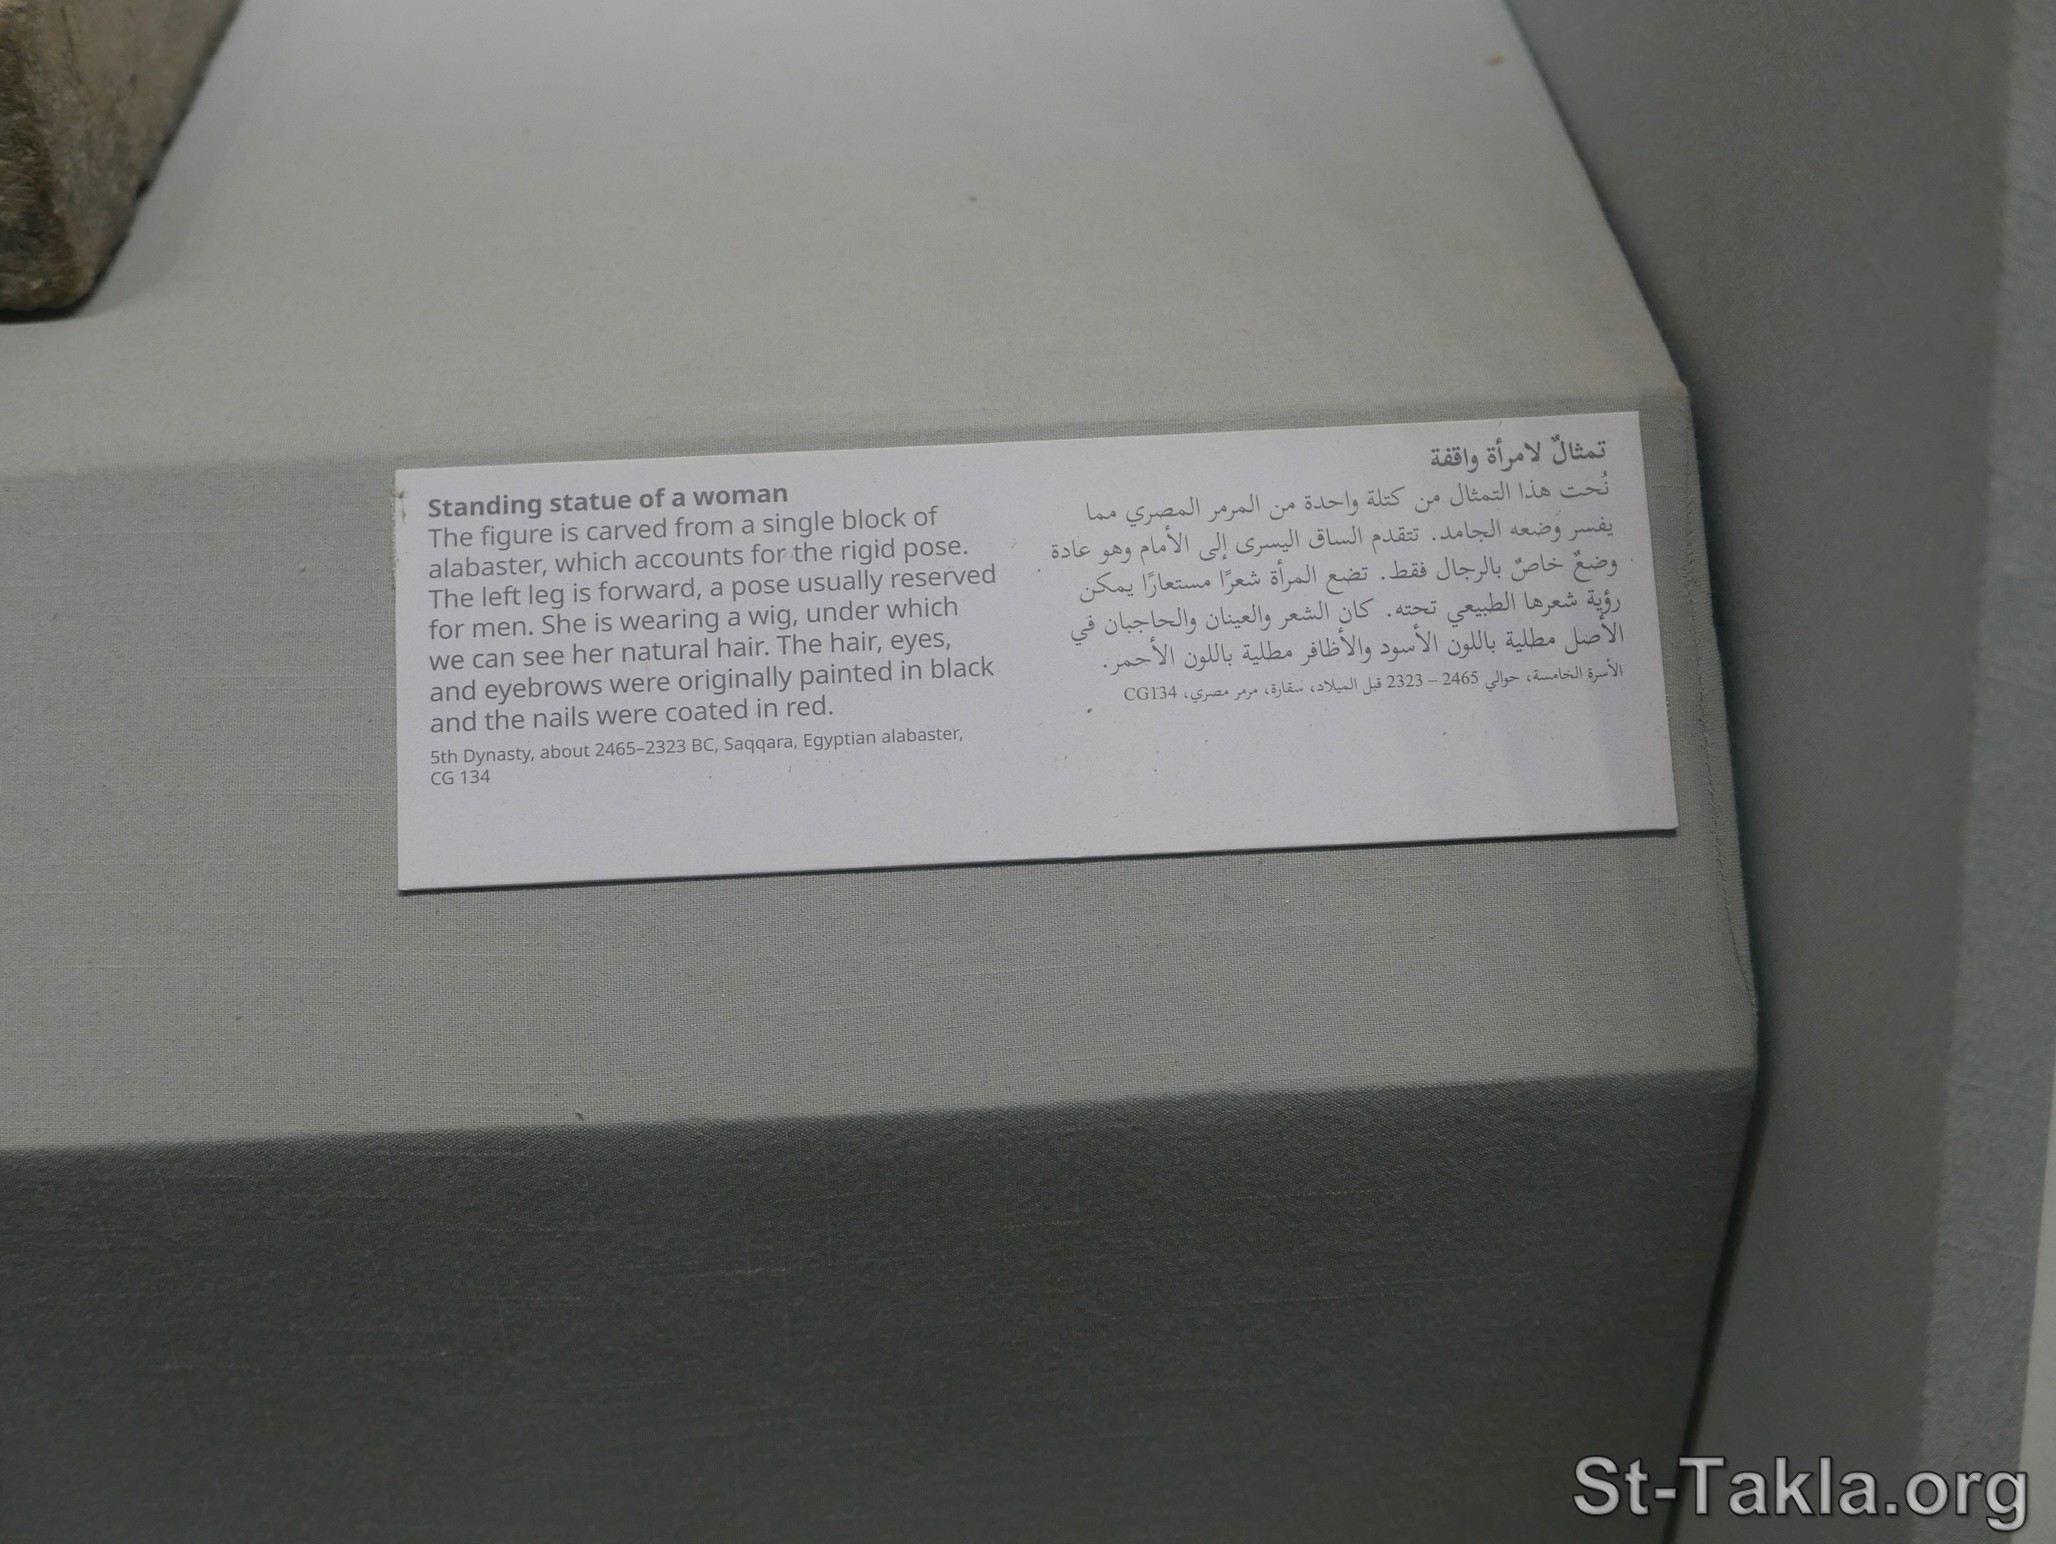 Standing statue of a woman
The figure is carved from a single block of
alabaster, which accounts for the rigid pose.
The left leg is forward, a pose usually reserved
for men. She is wearing a wig, under which
we can see her natural hair. The hair, eyes,
and eyebrows were originally painted in black
and the nails were coated in red.
5th Dynasty, about 2465–2323 BC, Saqqara, Egyptian alabaster,
CG 134
تمثالٌ لامرأة واقفة
نُحت هذا التمثال من كتلة واحدة من المرمر المصري مما
يفسر وَضعه الجامد. تتقدم الساق اليسرى إلى الأمام وهو عادة
وضعٌ خاصٌ بالرجال فقط. تضع المرأة شعرًا مستعارًا يمكن
رؤية شعرها الطبيعي تحته. كان الشعر والعينان والحاجبان في
الأصل مطلية باللون الأسود والأظافر مطلية باللون الأحمر.
الأسرة الخامسة، حوالي 2465 – 2323 قبل الميلاد، سقارة، مرمر مصري، CG134
St-Takla.org